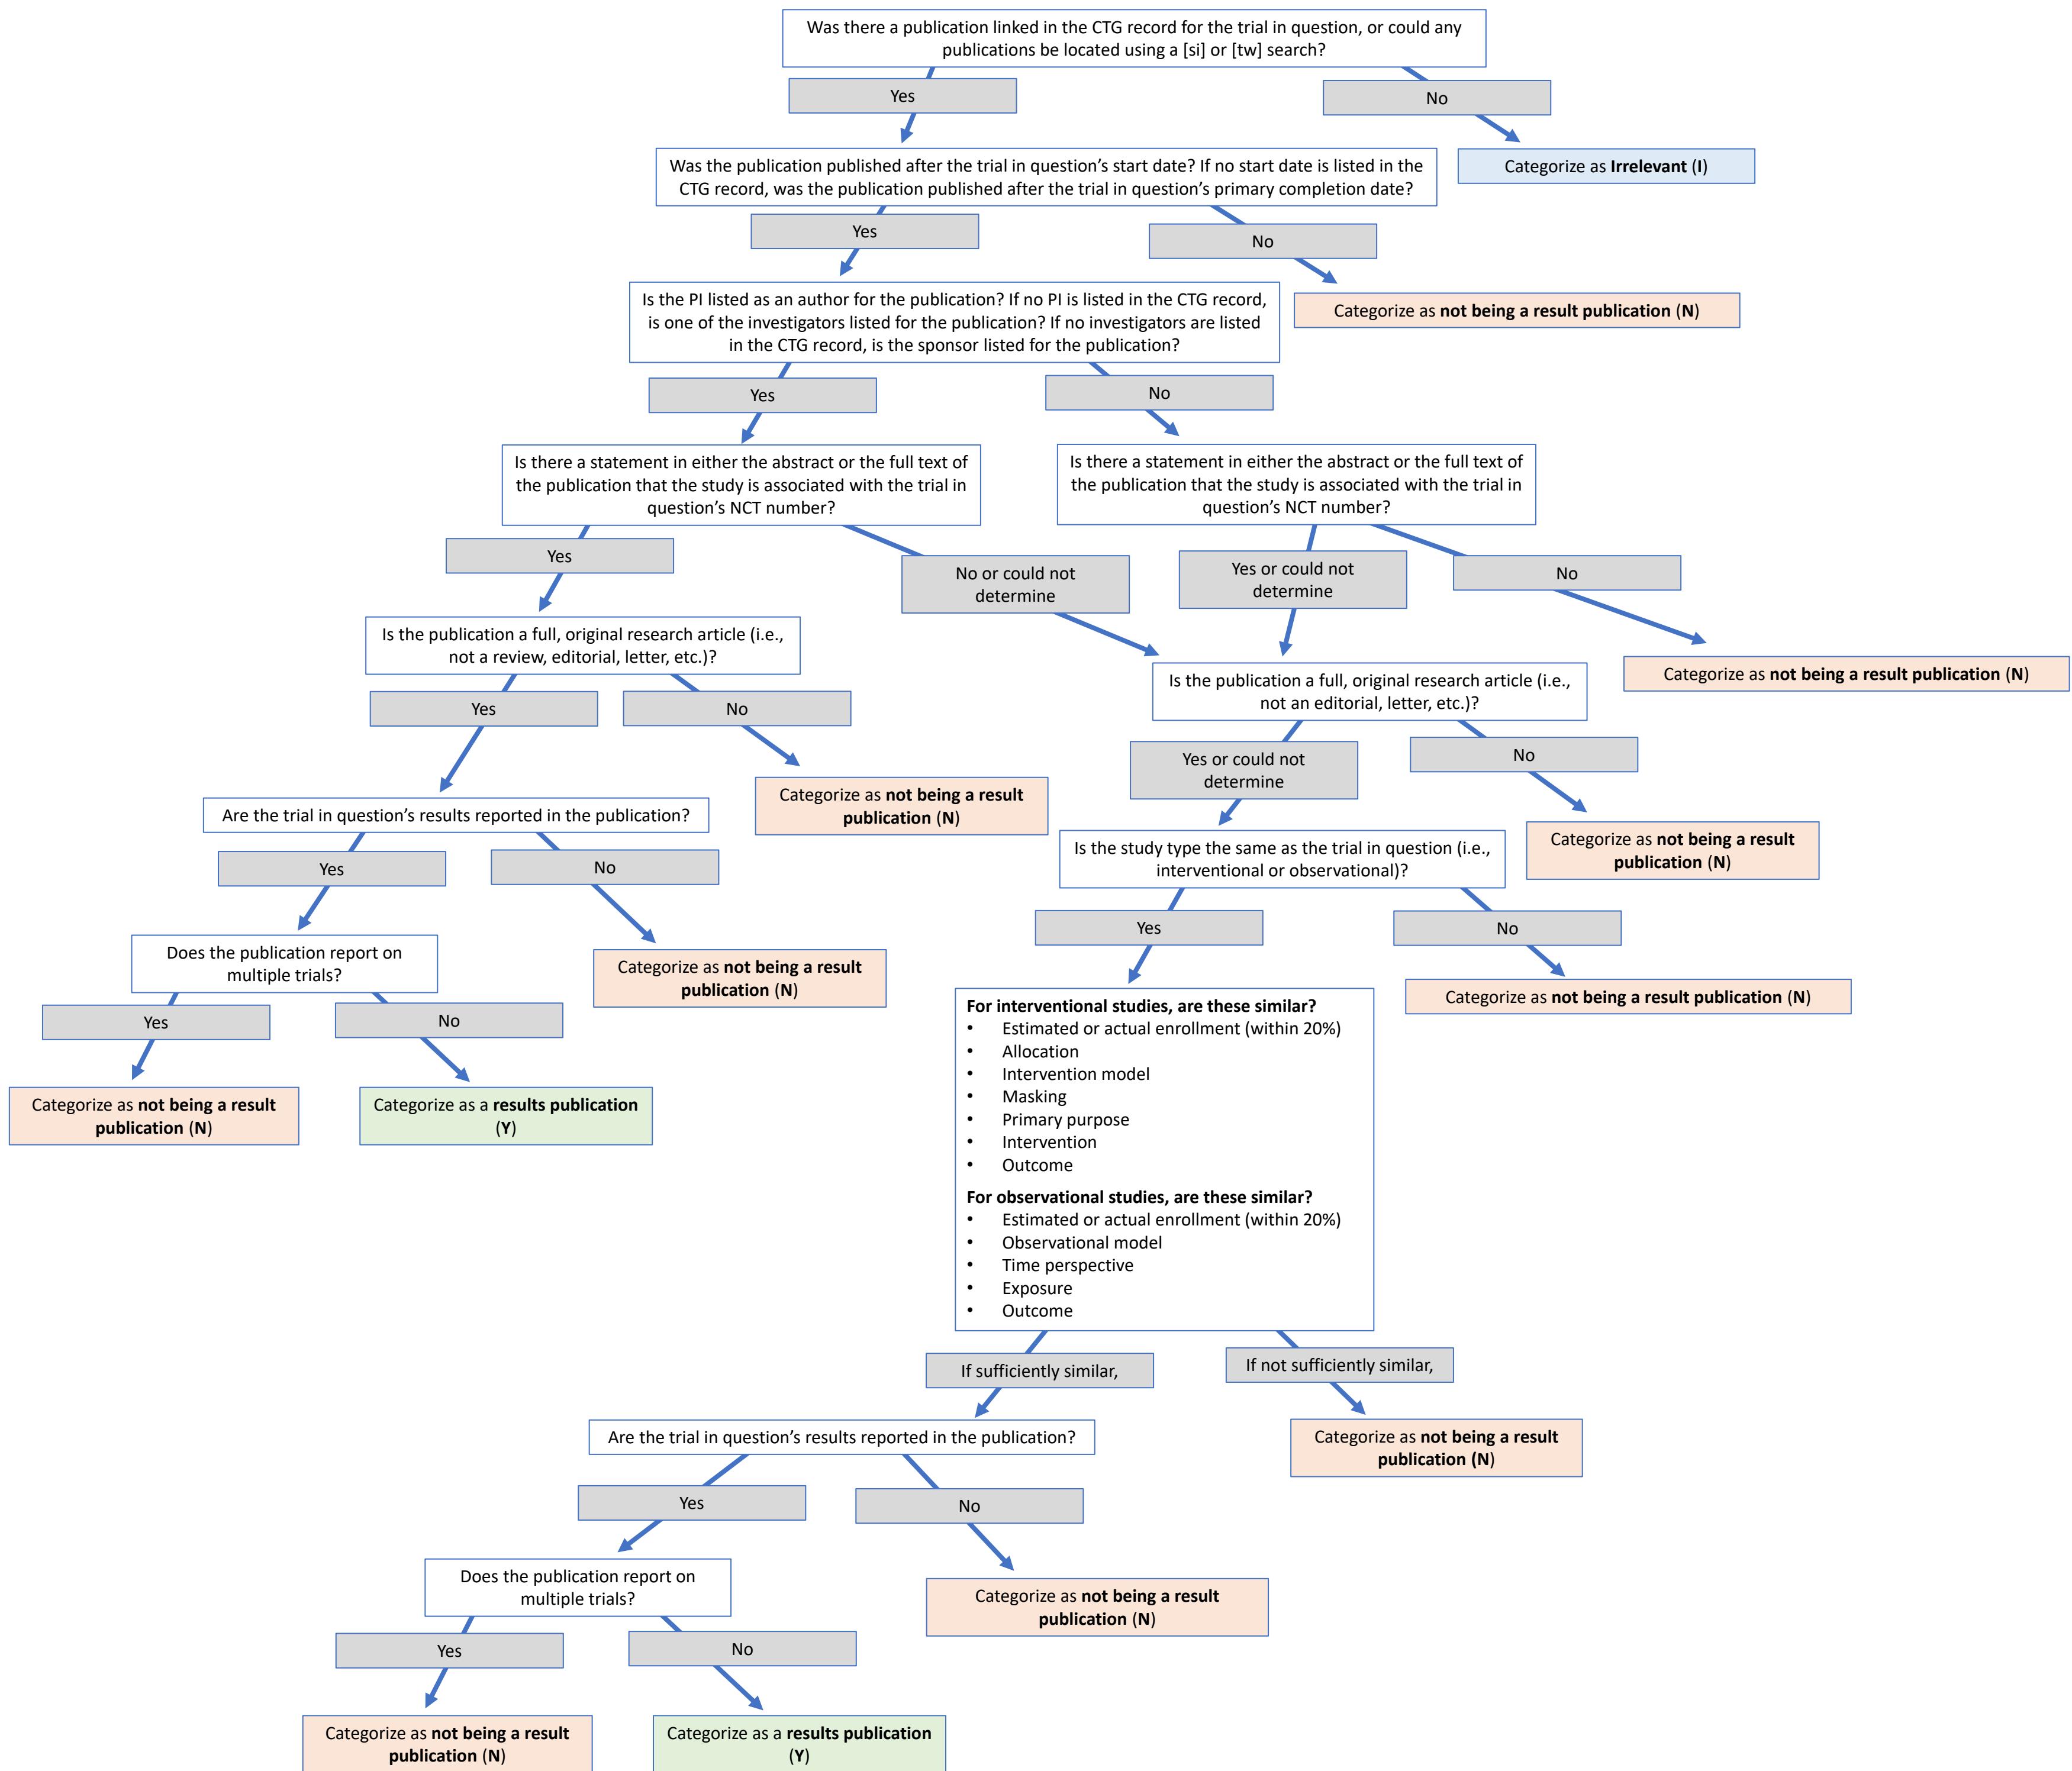 Was there a publication linked in the CTG record for the trial in question, or could any
publications be located using a [si] or [tw] search?
Yes
No
Categorize as Irrelevant (I)
Was the publication published after the trial in question’s start date? If no start date is listed in the
CTG record, was the publication published after the trial in question’s primary completion date?
Yes
No
Categorize as not being a result publication (N)
Is the PI listed as an author for the publication? If no PI is listed in the CTG record,
is one of the investigators listed for the publication? If no investigators are listed
in the CTG record, is the sponsor listed for the publication?
Yes
No
Is there a statement in either the abstract or the full text of
the publication that the study is associated with the trial in
question’s NCT number?
Is there a statement in either the abstract or the full text of
the publication that the study is associated with the trial in
question’s NCT number?
Yes
No or could not
determine
Yes or could not
determine
No
Is the publication a full, original research article (i.e.,
not a review, editorial, letter, etc.)?
Categorize as not being a result publication (N)
Is the publication a full, original research article (i.e.,
not an editorial, letter, etc.)?
Yes
No
Yes or could not
determine
No
Categorize as not being a result
publication (N)
Are the trial in question’s results reported in the publication?
Categorize as not being a result
publication (N)
Is the study type the same as the trial in question (i.e.,
interventional or observational)?
Yes
No
Yes
No
Does the publication report on
multiple trials?
Categorize as not being a result
publication (N)
Categorize as not being a result publication (N)
Yes
No
Categorize as not being a result
publication (N)
Categorize as a results publication
(Y)
For interventional studies, are these similar?
• Estimated or actual enrollment (within 20%)
• Allocation
• Intervention model
• Masking
• Primary purpose
• Intervention
• Outcome
For observational studies, are these similar?
• Estimated or actual enrollment (within 20%)
• Observational model
• Time perspective
• Exposure
• Outcome
If sufficiently similar,
If not sufficiently similar,
Are the trial in question’s results reported in the publication?
Categorize as not being a result
publication (N)
Yes
No
Does the publication report on
multiple trials?
Categorize as not being a result
publication (N)
Yes
No
Categorize as not being a result
publication (N)
Categorize as a results publication
(Y)